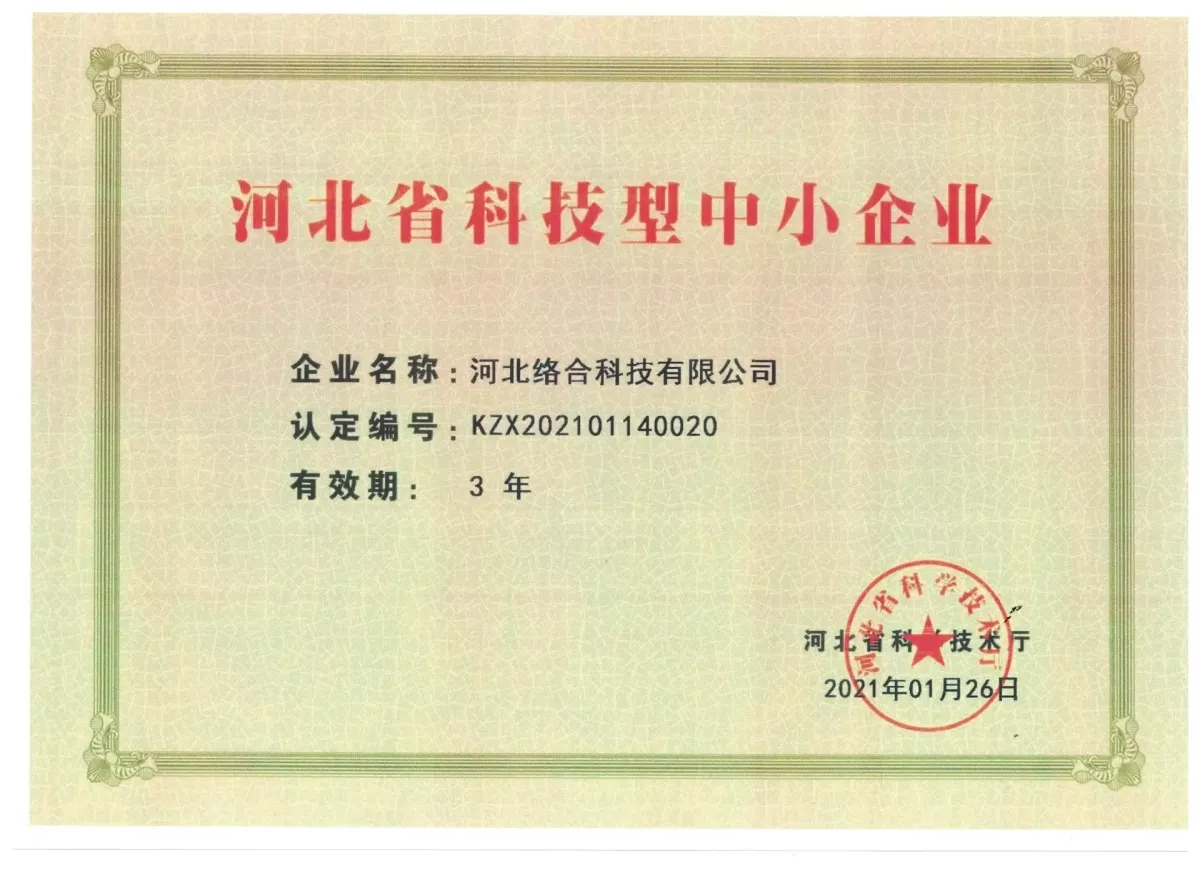 河北省科技型中小企业
企业名称：河北络合科技有限公司
认定编号：KZX202101140020
有效期： 3 年
河北省科学技术厅
河北省科学技术厅
2021年01月26日